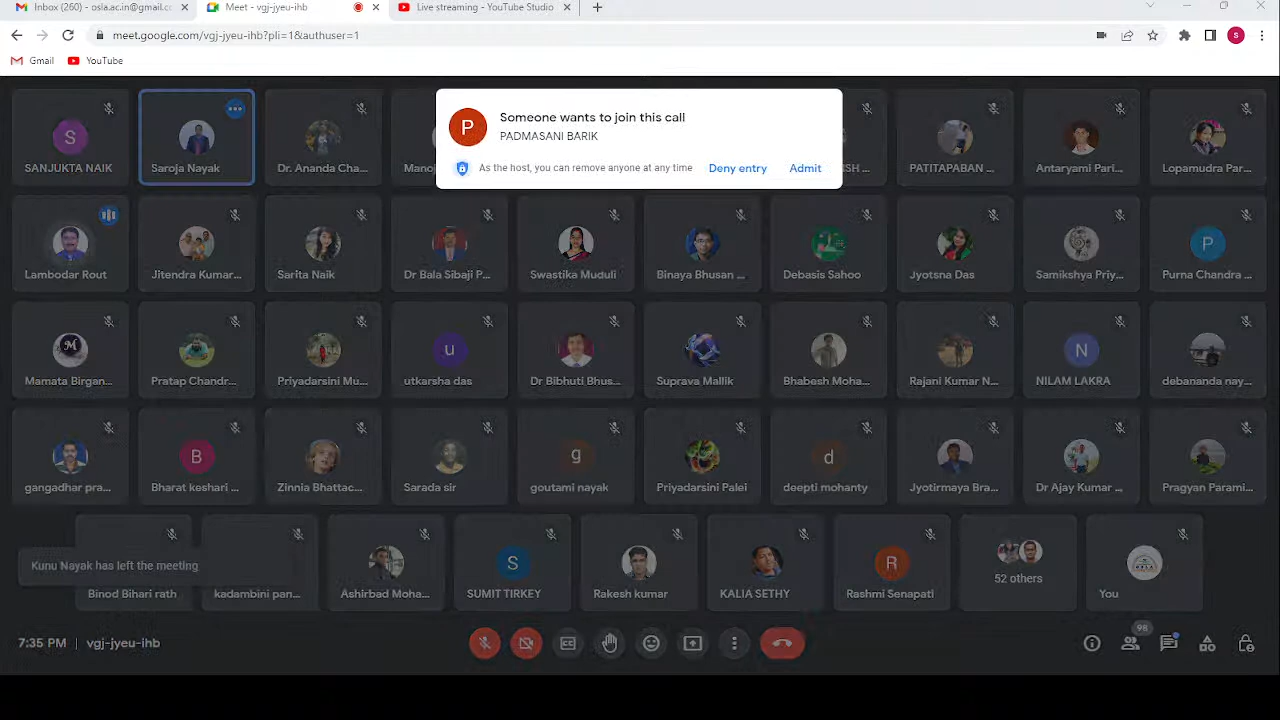 Inbox (260) - osla.ac.in@gmail.c
Meet - vgj-jyeu-ihb
Live streaming - YouTube Studio
meet.google.com/vgj-jyeu-ihb?pli=1&authuser=1
S
Gmail
YouTube
Someone wants to join this call
P
PADMASANI BARIK
As the host, you can remove anyone at any time
Deny entry
Admit
S
SANJUKTA NAIK
Saroja Nayak
Dr. Ananda Cha...
Manoj
SH ...
PATITAPABAN ...
Antaryami Pari...
Lopamudra Par...
P
Lambodar Rout
Jitendra Kumar...
Sarita Naik
Dr Bala Sibaji P...
Swastika Muduli
Binaya Bhusan ...
Debasis Sahoo
Jyotsna Das
Samikshya Priy...
Purna Chandra ...
M
u
N
Mamata Birgan...
Pratap Chandr...
Priyadarsini Mu...
utkarsha das
Dr Bibhuti Bhus...
Suprava Mallik
Bhabesh Moha...
Rajani Kumar N...
NILAM LAKRA
debananda nay...
B
g
d
gangadhar pra...
Bharat keshari ...
Zinnia Bhattac...
Sarada sir
goutami nayak
Priyadarsini Palei
deepti mohanty
Jyotirmaya Bra...
Dr Ajay Kumar ...
Pragyan Parami...
Kunu Nayak has left the meeting
S
R
52 others
Binod Bihari rath
kadambini pan...
Ashirbad Moha...
SUMIT TIRKEY
Rakesh kumar
KALIA SETHY
Rashmi Senapati
You
7:35 PM | vgj-jyeu-ihb
98